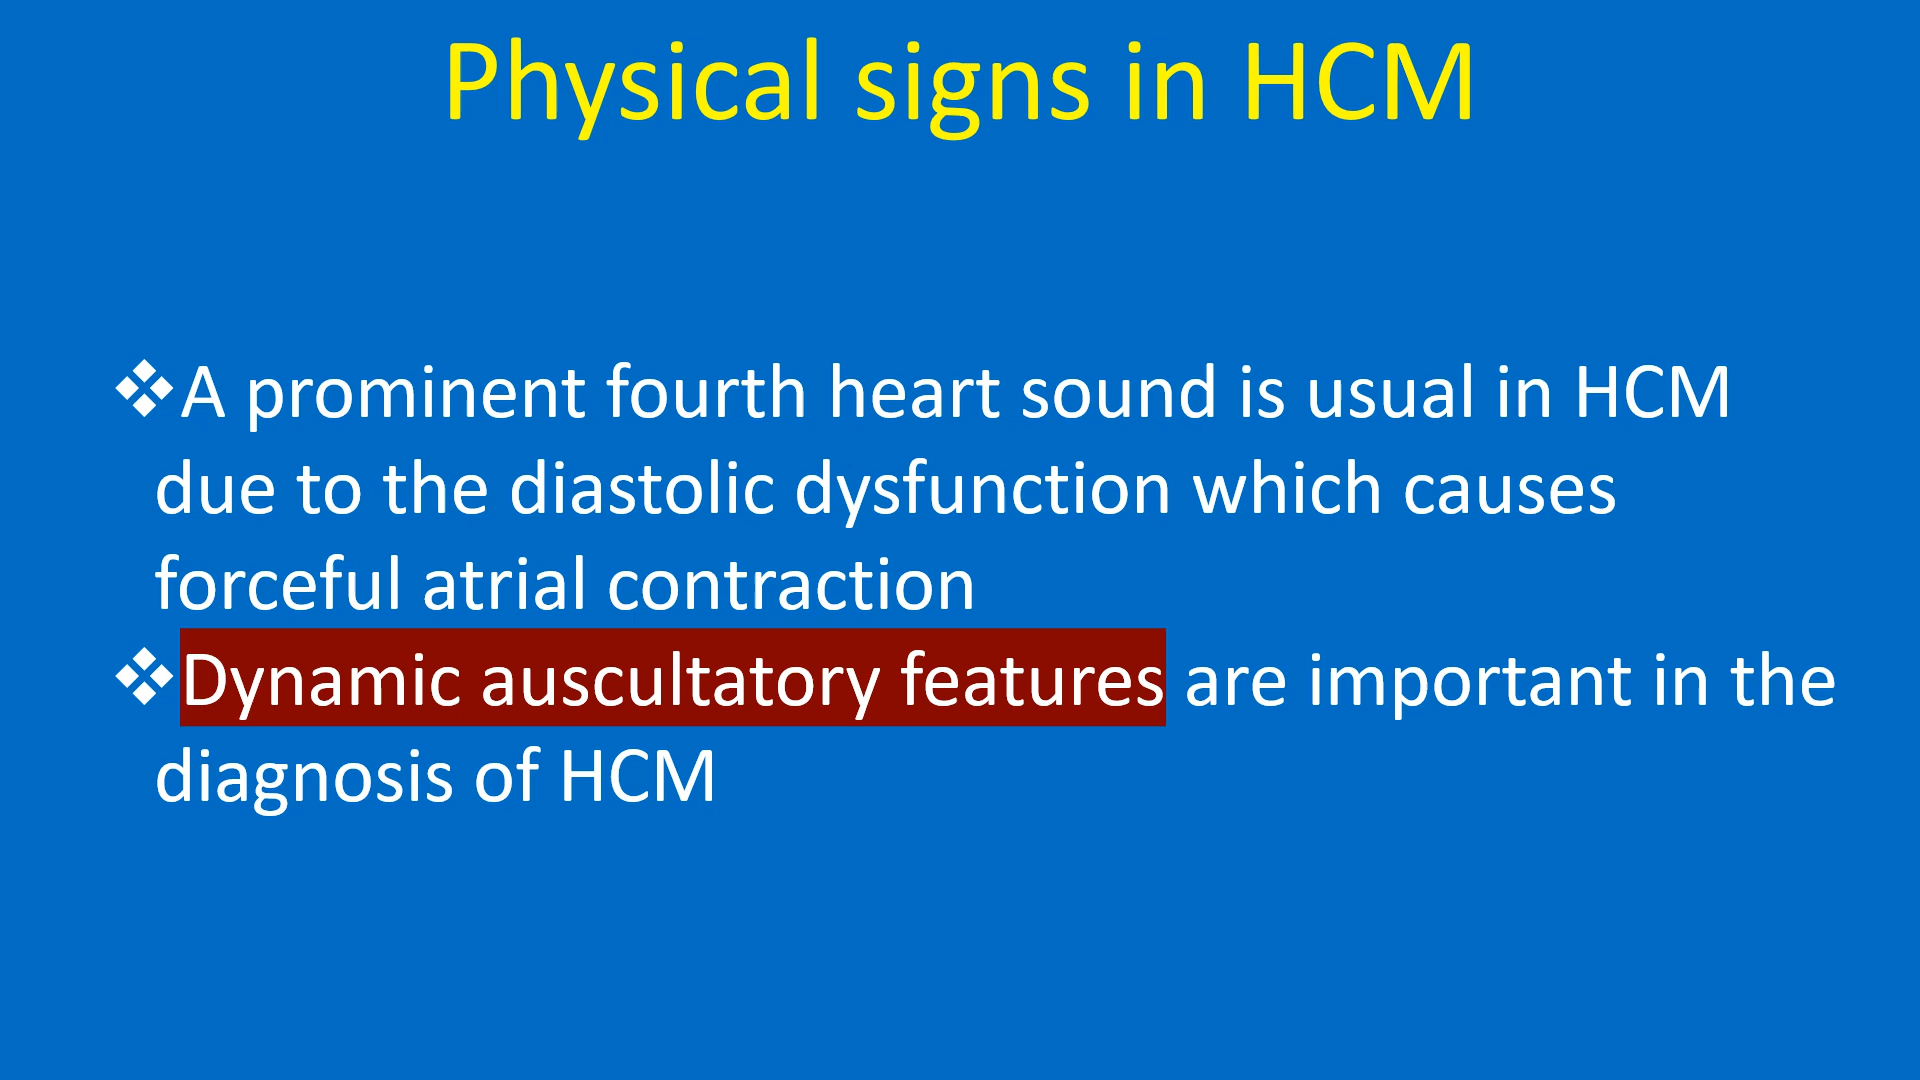 Physical signs in HCM
❖A prominent fourth heart sound is usual in HCM
due to the diastolic dysfunction which causes
forceful atrial contraction
❖Dynamic auscultatory features are important in the
diagnosis of HCM